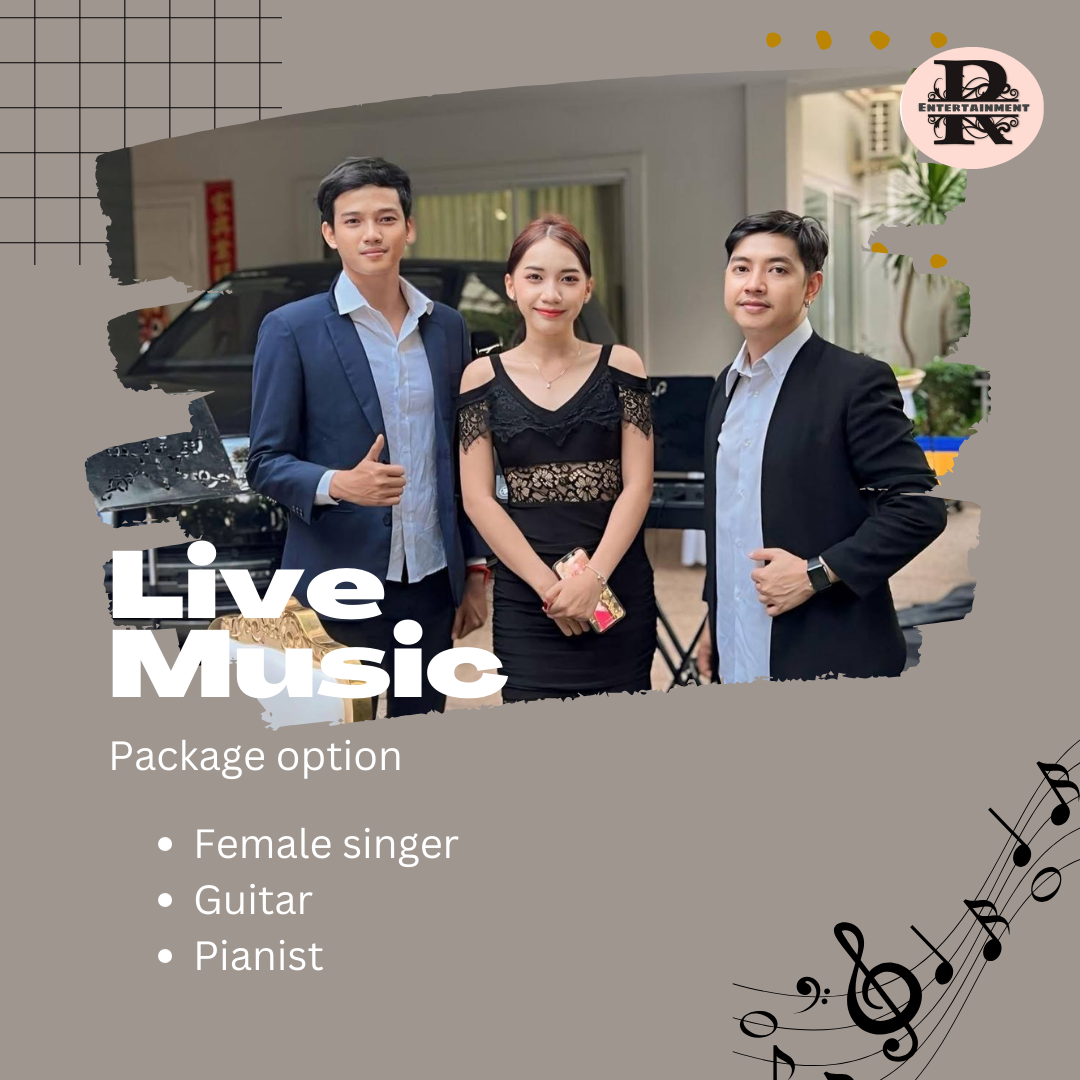 R
ENTERTAINMENT
Live
Music
Package option
• Female singer
• Guitar
• Pianist